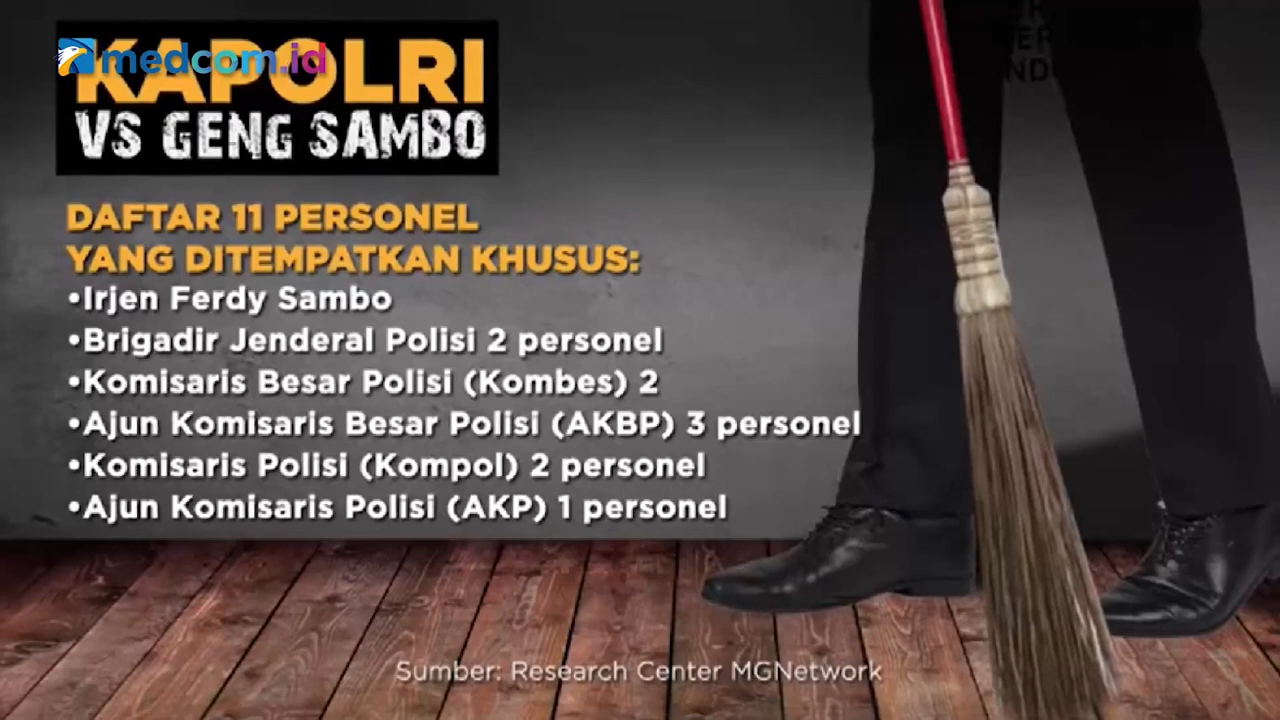 medcom.id
KAPOLRI
VS GENG SAMBO
DAFTAR 11 PERSONEL
YANG DITEMPATKAN KHUSUS:
•Irjen Ferdy Sambo
•Brigadir Jenderal Polisi 2 personel
•Komisaris Besar Polisi (Kombes) 2
•Ajun Komisaris Besar Polisi (AKBP) 3 personel
•Komisaris Polisi (Kompol) 2 personel
•Ajun Komisaris Polisi (AKP) 1 personel
Sumber: Research Center MGNetwork